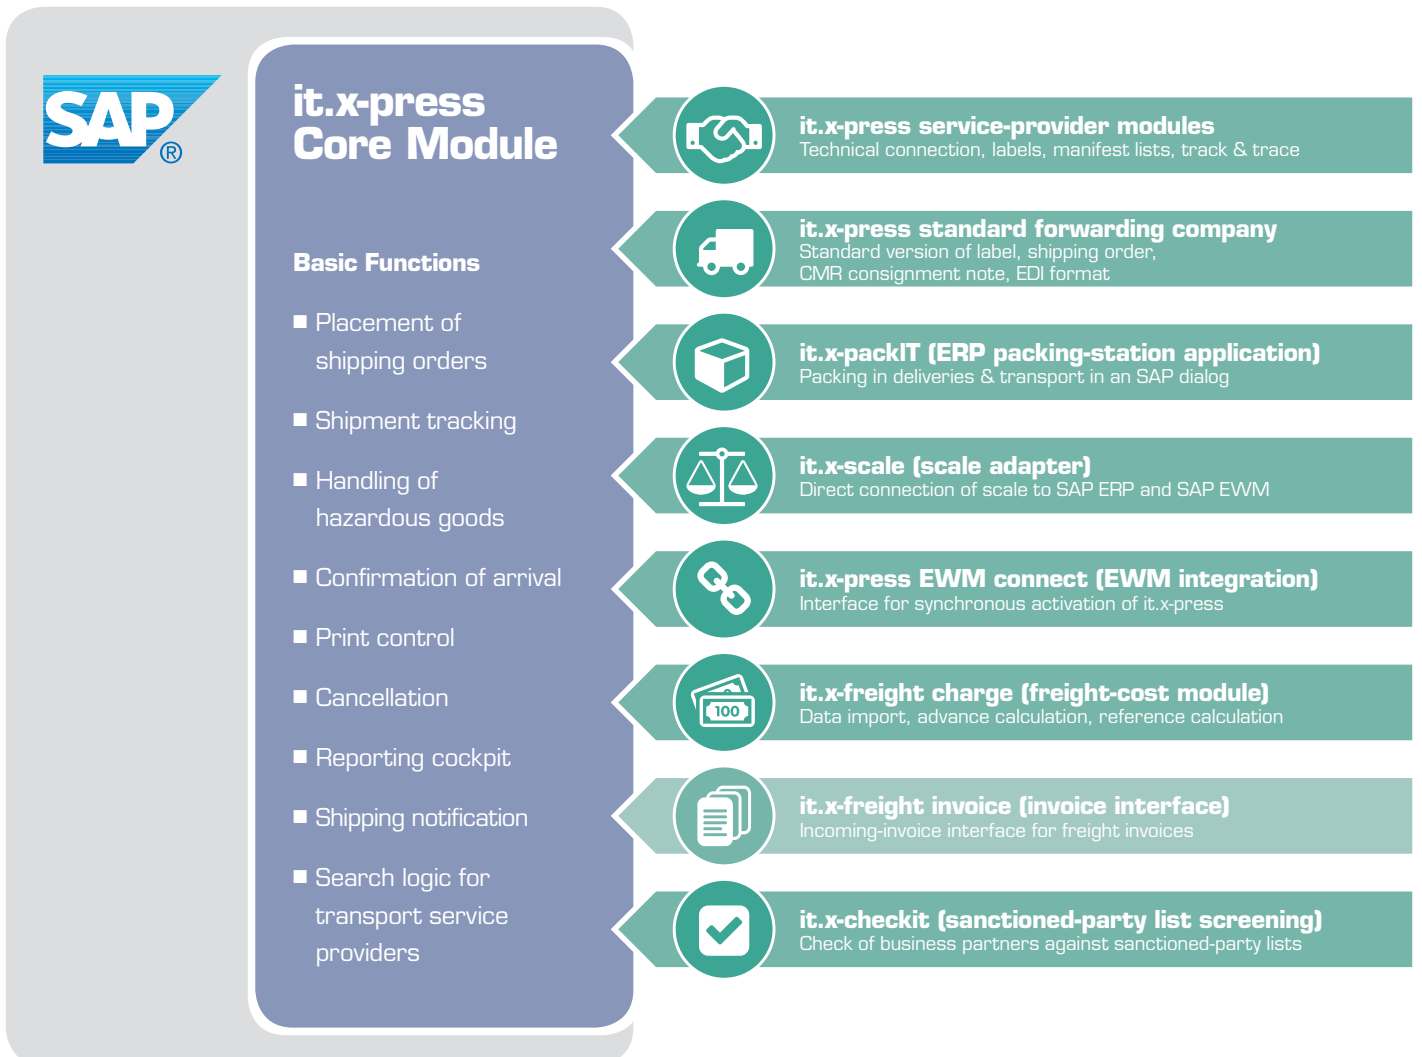 SAP
®
it.x-press
Core Module
Basic Functions
■ Placement of
shipping orders
■ Shipment tracking
■ Handling of
hazardous goods
■ Confirmation of arrival
■ Print control
■ Cancellation
■ Reporting cockpit
■ Shipping notification
■ Search logic for
transport service
providers
it.x-press service-provider modules
Technical connection, labels, manifest lists, track & trace
it.x-press standard forwarding company
Standard version of label, shipping order,
CMR consignment note, EDI format
it.x-packIT (ERP packing-station application)
Packing in deliveries & transport in an SAP dialog
it.x-scale (scale adapter)
Direct connection of scale to SAP ERP and SAP EWM
it.x-press EWM connect (EWM integration)
Interface for synchronous activation of it.x-press
100
it.x-freight charge (freight-cost module)
Data import, advance calculation, reference calculation
it.x-freight invoice (invoice interface)
Incoming-invoice interface for freight invoices
it.x-checkit (sanctioned-party list screening)
Check of business partners against sanctioned-party lists